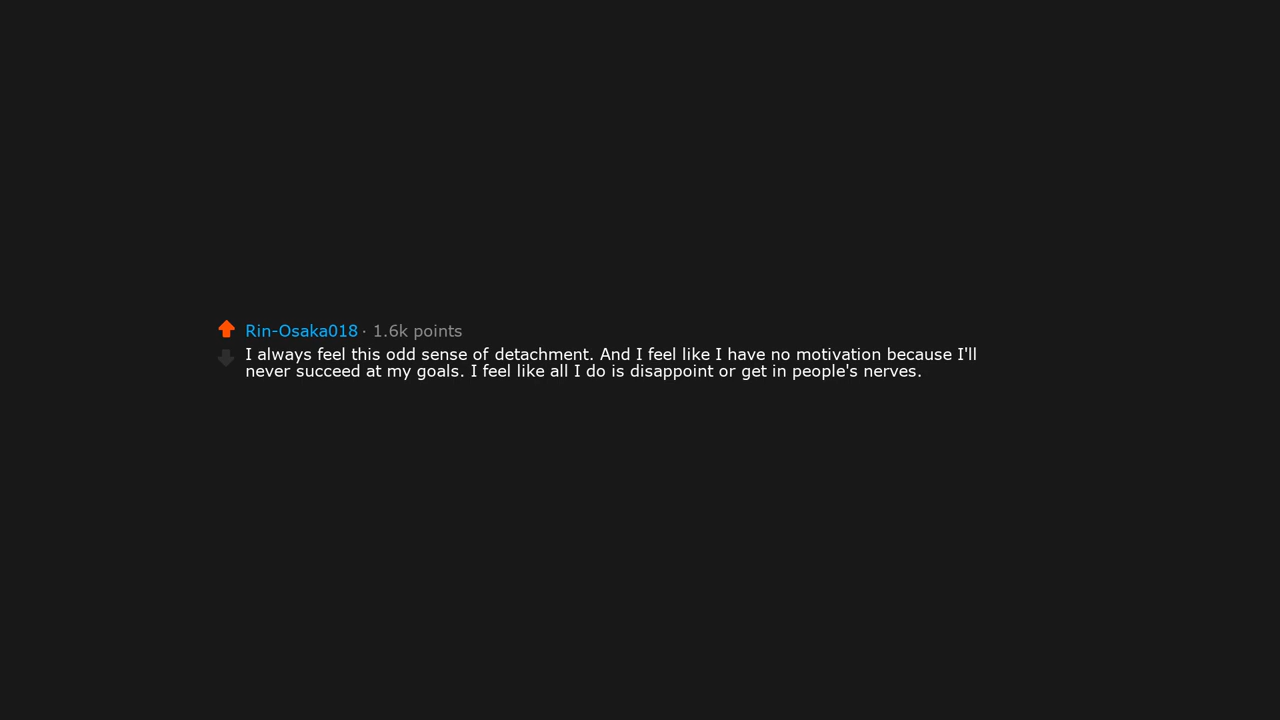 Rin-Osaka018 · 1.6k points
I always feel this odd sense of detachment. And I feel like I have no motivation because I'll
never succeed at my goals. I feel like all I do is disappoint or get in people's nerves.